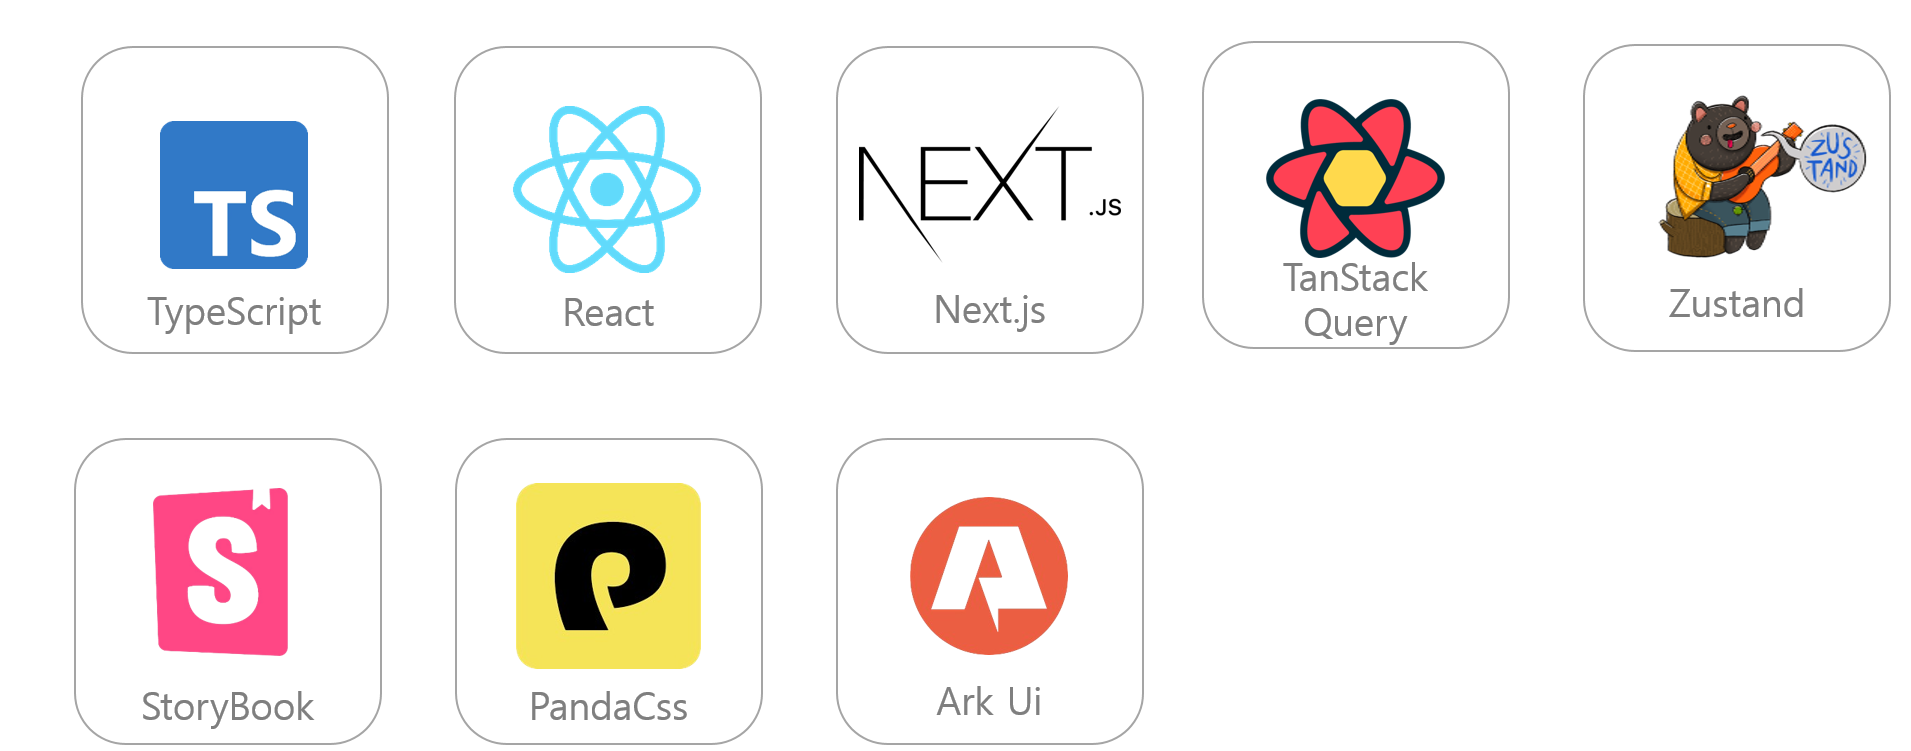 TS
TypeScript
React
NEXT.JS
Next.js
TanStack
Query
ZUS
TAND
Zustand
S
StoryBook
P
PandaCss
A
Ark Ui